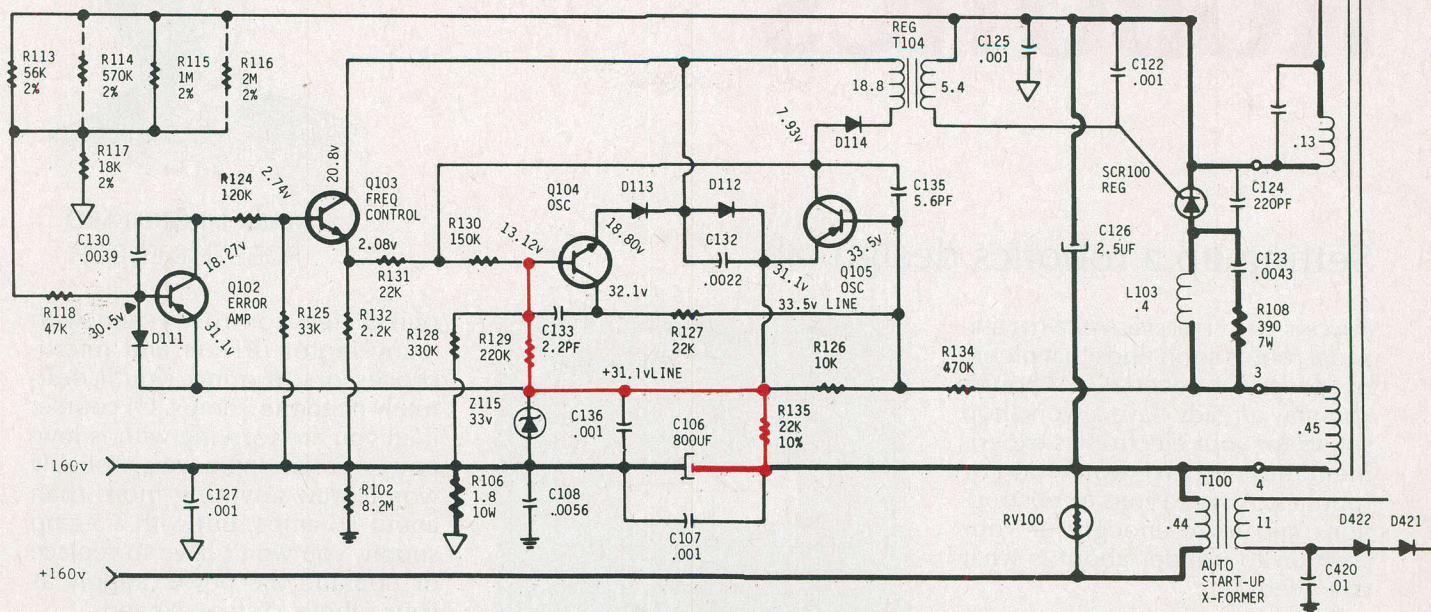 R113
56K
2%
R114
570K
2%
R115
1M
2%
R116
2M
2%
R117
18K
2%
R124
120K
2.74v
20.8v
Q103
FREQ
CONTROL
2.08v
R130
150K
13.12v
Q104
OSC
D113
D112
18.80v
C132
.0022
31.1v
33.5v
Q105
OSC
33.5v LINE
7.93v
D114
REG
T104
18.8
5.4
C125
.001
C122
.001
C135
5.6PF
SCR100
REG
C124
220PF
.13
C126
2.5UF
C123
.0043
L103
.4
R108
390
7W
C130
.0039
18.27v
Q102
ERROR
AMP
30.5v
31.1v
R118
47K
D111
R125
33K
R131
22K
R132
2.2K
R128
330K
R129
220K
C133
2.2PF
32.1v
R127
22K
R126
10K
R134
470K
+31.1vLINE
Z115
33v
C136
.001
C106
800UF
R135
22K
10%
3
.45
4
- 160v
C127
.001
R102
8.2M
R106
1.8
10W
C108
.0056
C107
.001
RV100
T100
.44
11
D422
D421
AUTO
START-UP
X-FORMER
C420
.01
+160v